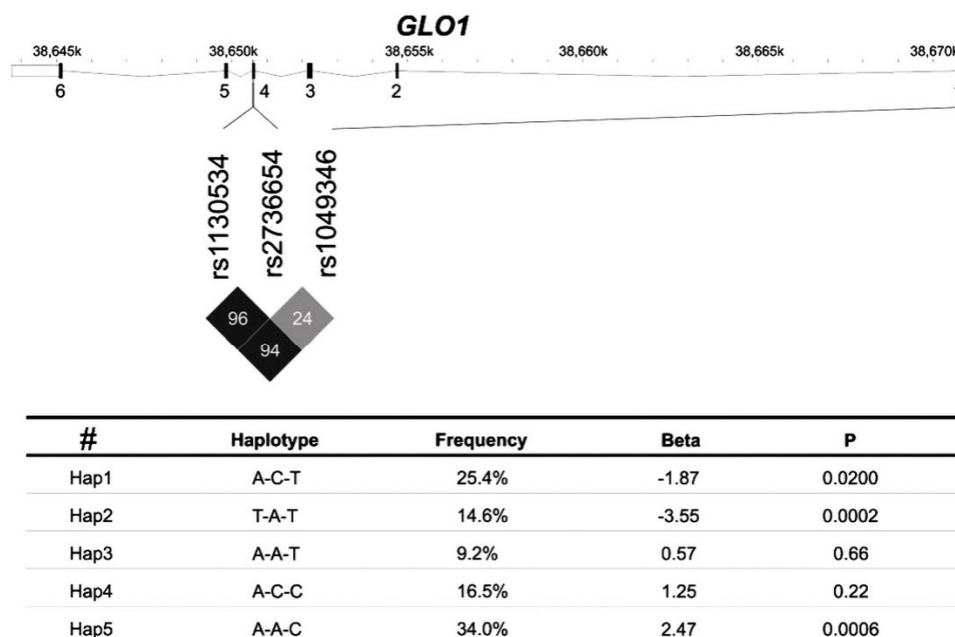 GLO1
38,645k 38,650k 38,655k 38,660k 38,665k 38,670k
6 5 4 3 2
rs1130534
rs2736654
rs1049346
96 24
94
# Haplotype Frequency Beta P
Hap1 A-C-T 25.4% -1.87 0.0200
Hap2 T-A-T 14.6% -3.55 0.0002
Hap3 A-A-T 9.2% 0.57 0.66
Hap4 A-C-C 16.5% 1.25 0.22
Hap5 A-A-C 34.0% 2.47 0.0006